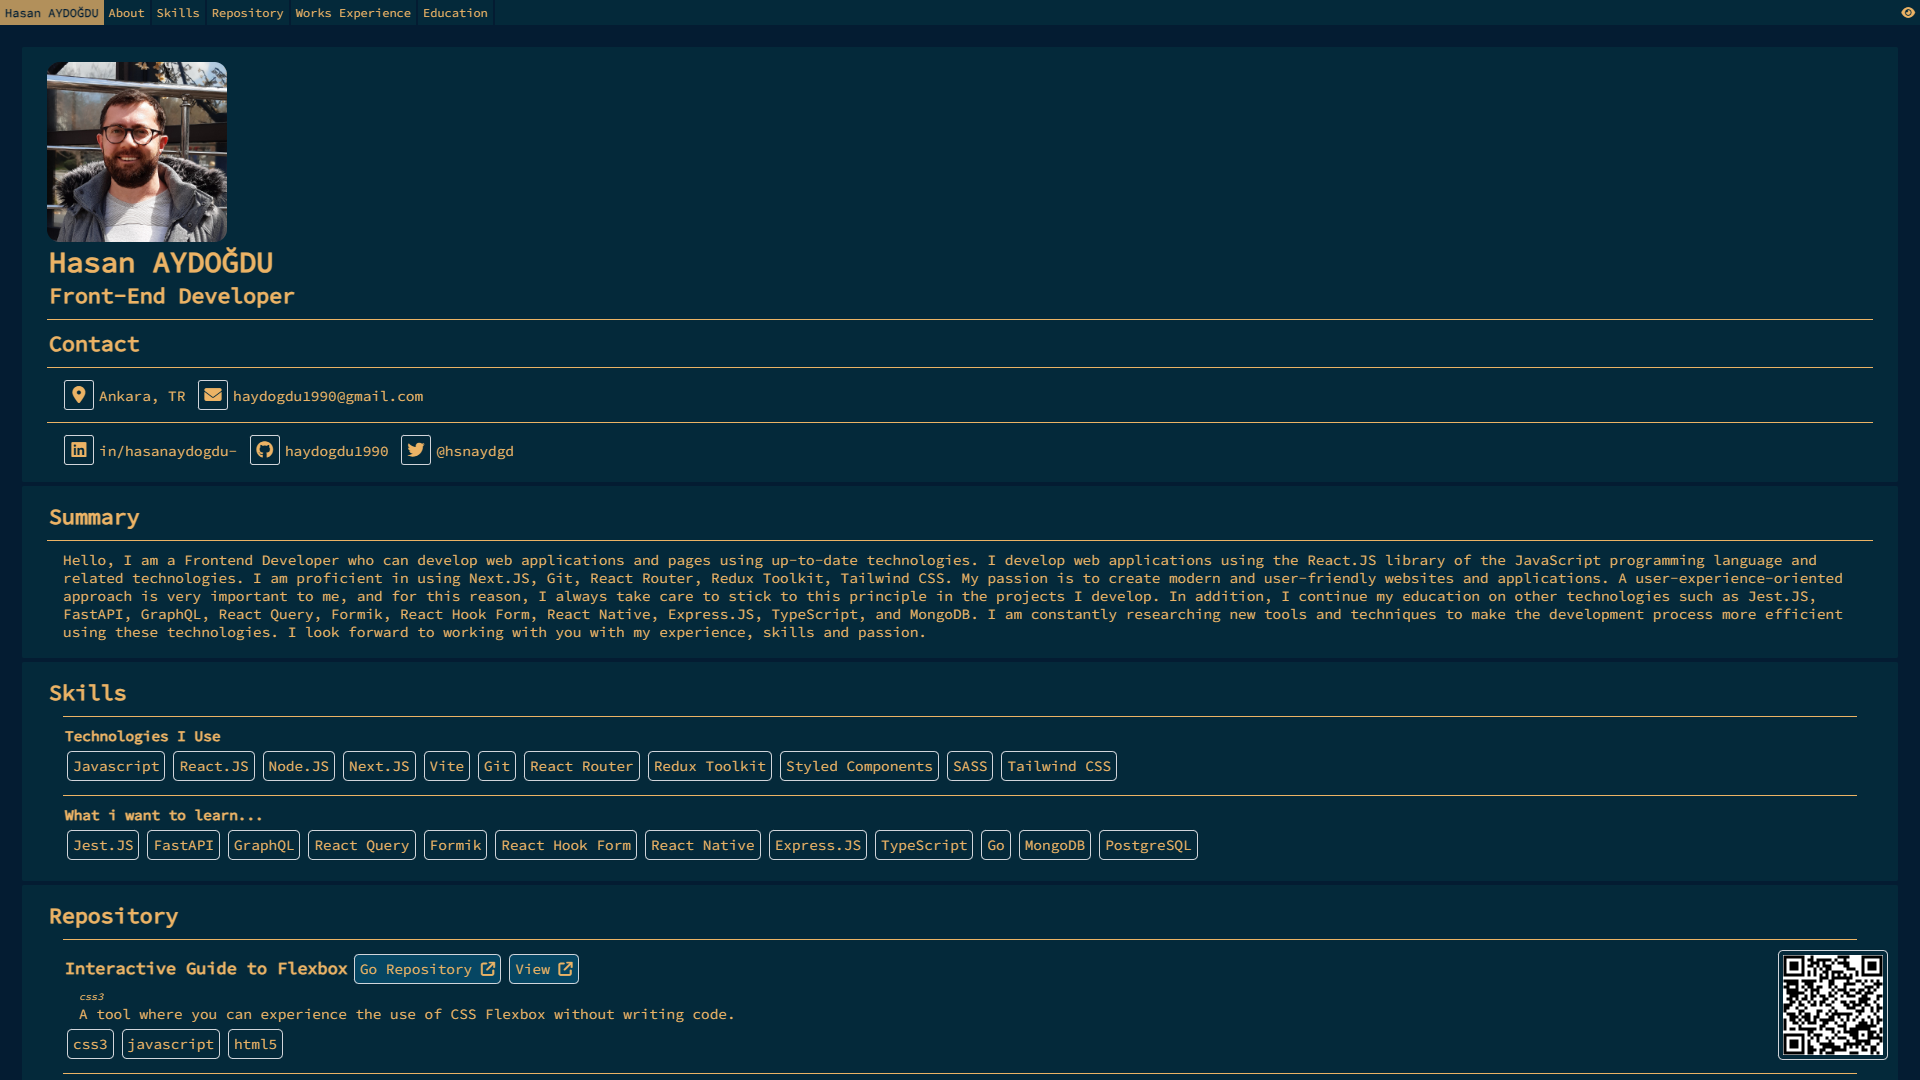 Hasan AYDOĞDU About Skills Repository Works Experience Education
Hasan AYDOĞDU
Front-End Developer
Contact
Ankara, TR haydogdu1990@gmail.com
in/hasanaydogdu- haydogdu1990 @hsnaydgd
Summary
Hello, I am a Frontend Developer who can develop web applications and pages using up-to-date technologies. I develop web applications using the React.JS library of the JavaScript programming language and
related technologies. I am proficient in using Next.JS, Git, React Router, Redux Toolkit, Tailwind CSS. My passion is to create modern and user-friendly websites and applications. A user-experience-oriented
approach is very important to me, and for this reason, I always take care to stick to this principle in the projects I develop. In addition, I continue my education on other technologies such as Jest.JS,
FastAPI, GraphQL, React Query, Formik, React Hook Form, React Native, Express.JS, TypeScript, and MongoDB. I am constantly researching new tools and techniques to make the development process more efficient
using these technologies. I look forward to working with you with my experience, skills and passion.
Skills
Technologies I Use
Javascript React.JS Node.JS Next.JS Vite Git React Router Redux Toolkit Styled Components SASS Tailwind CSS
What i want to learn...
Jest.JS FastAPI GraphQL React Query Formik React Hook Form React Native Express.JS TypeScript Go MongoDB PostgreSQL
Repository
Interactive Guide to Flexbox Go Repository View
css3
A tool where you can experience the use of CSS Flexbox without writing code.
css3 javascript html5